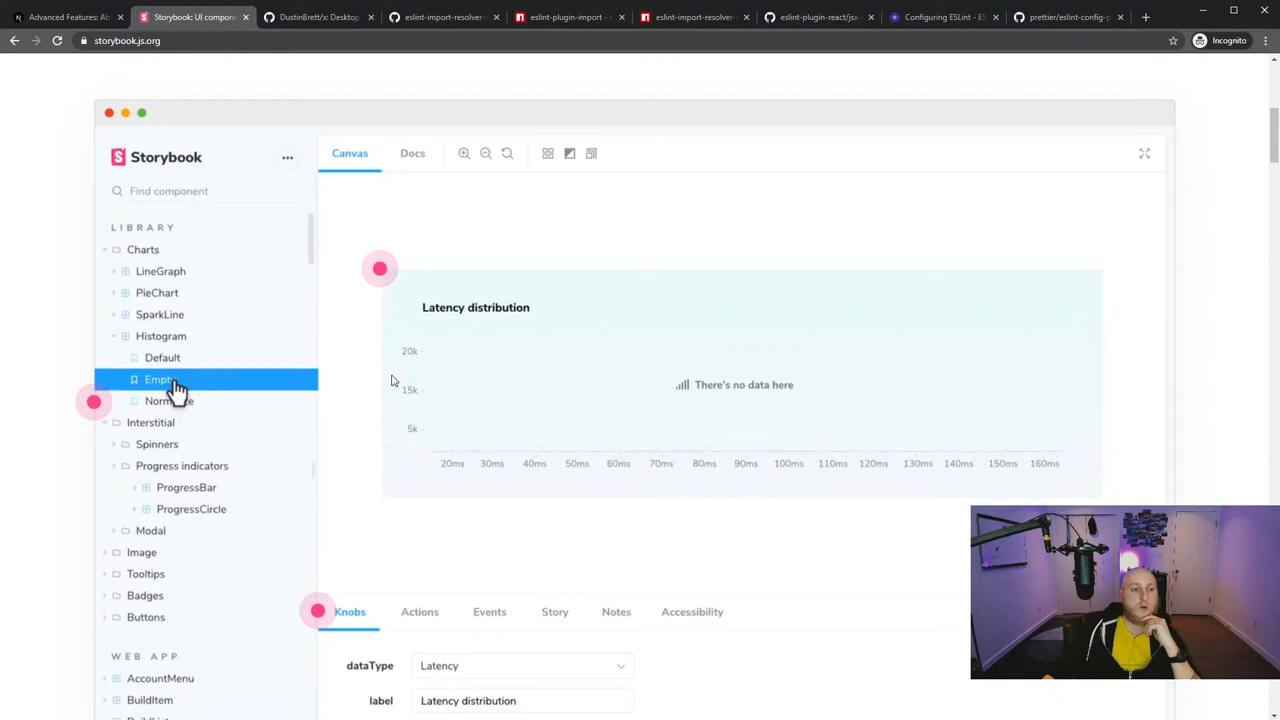 Advanced Features: Ab
Storybook: UI compone
DustinBrett/x: Desktop
eslint-import-resolver-
eslint-plugin-import -
eslint-import-resolver-
eslint-plugin-react/jsx-
Configuring ESLint - ES
prettier/eslint-config-p
storybook.js.org
Incognito
Storybook
Find component
LIBRARY
Charts
LineGraph
PieChart
SparkLine
Histogram
Default
Interstitial
Spinners
Progress indicators
ProgressBar
ProgressCircle
Modal
Image
Tooltips
Badges
Buttons
WEB APP
AccountMenu
BuildItem
Canvas
Docs
Latency distribution
20k
15k
5k
There's no data here
20ms 30ms 40ms 50ms 60ms 70ms 80ms 90ms 100ms 110ms 120ms 130ms 140ms 150ms 160ms
Knobs Actions Events Story Notes Accessibility
dataType Latency
label Latency distribution